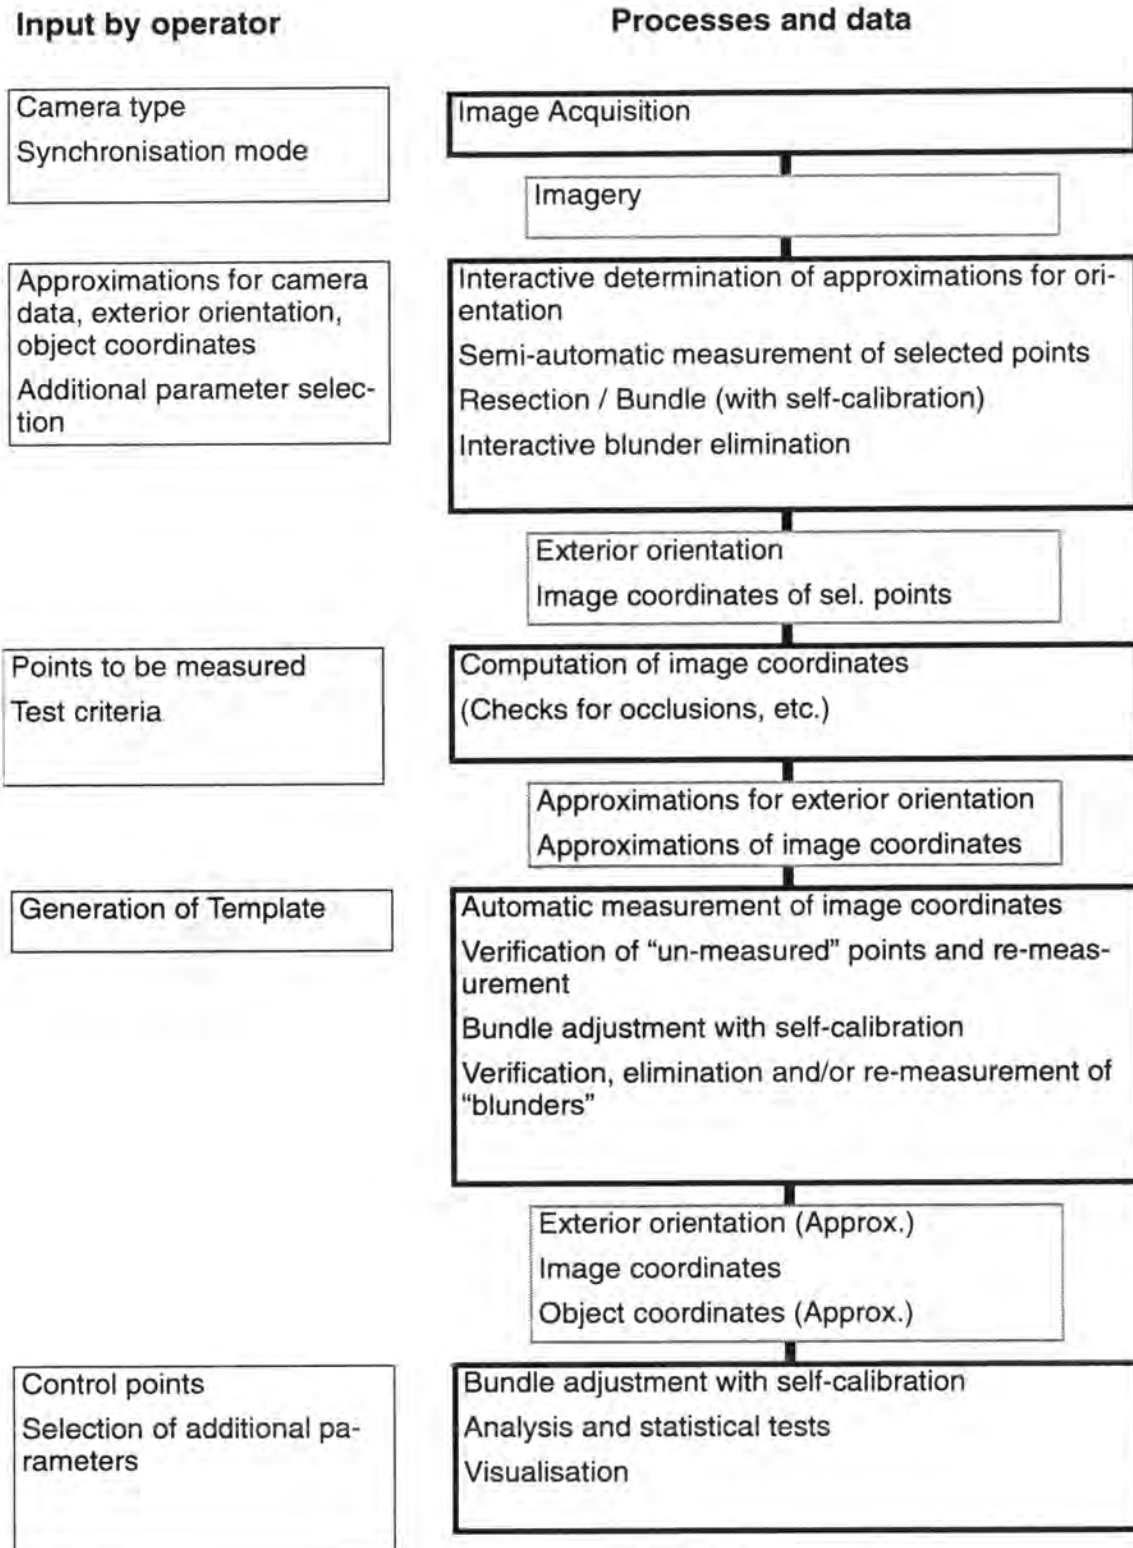 Input by operator
Processes and data
Camera type
Synchronisation mode
Image Acquisition
Imagery
Approximations for camera
data, exterior orientation,
object coordinates
Additional parameter selec-
tion
Interactive determination of approximations for ori-
entation
Semi-automatic measurement of selected points
Resection / Bundle (with self-calibration)
Interactive blunder elimination
Exterior orientation
Image coordinates of sel. points
Points to be measured
Test criteria
Computation of image coordinates
(Checks for occlusions, etc.)
Approximations for exterior orientation
Approximations of image coordinates
Generation of Template
Automatic measurement of image coordinates
Verification of “un-measured” points and re-meas-
urement
Bundle adjustment with self-calibration
Verification, elimination and/or re-measurement of
“blunders”
Exterior orientation (Approx.)
Image coordinates
Object coordinates (Approx.)
Control points
Selection of additional pa-
rameters
Bundle adjustment with self-calibration
Analysis and statistical tests
Visualisation